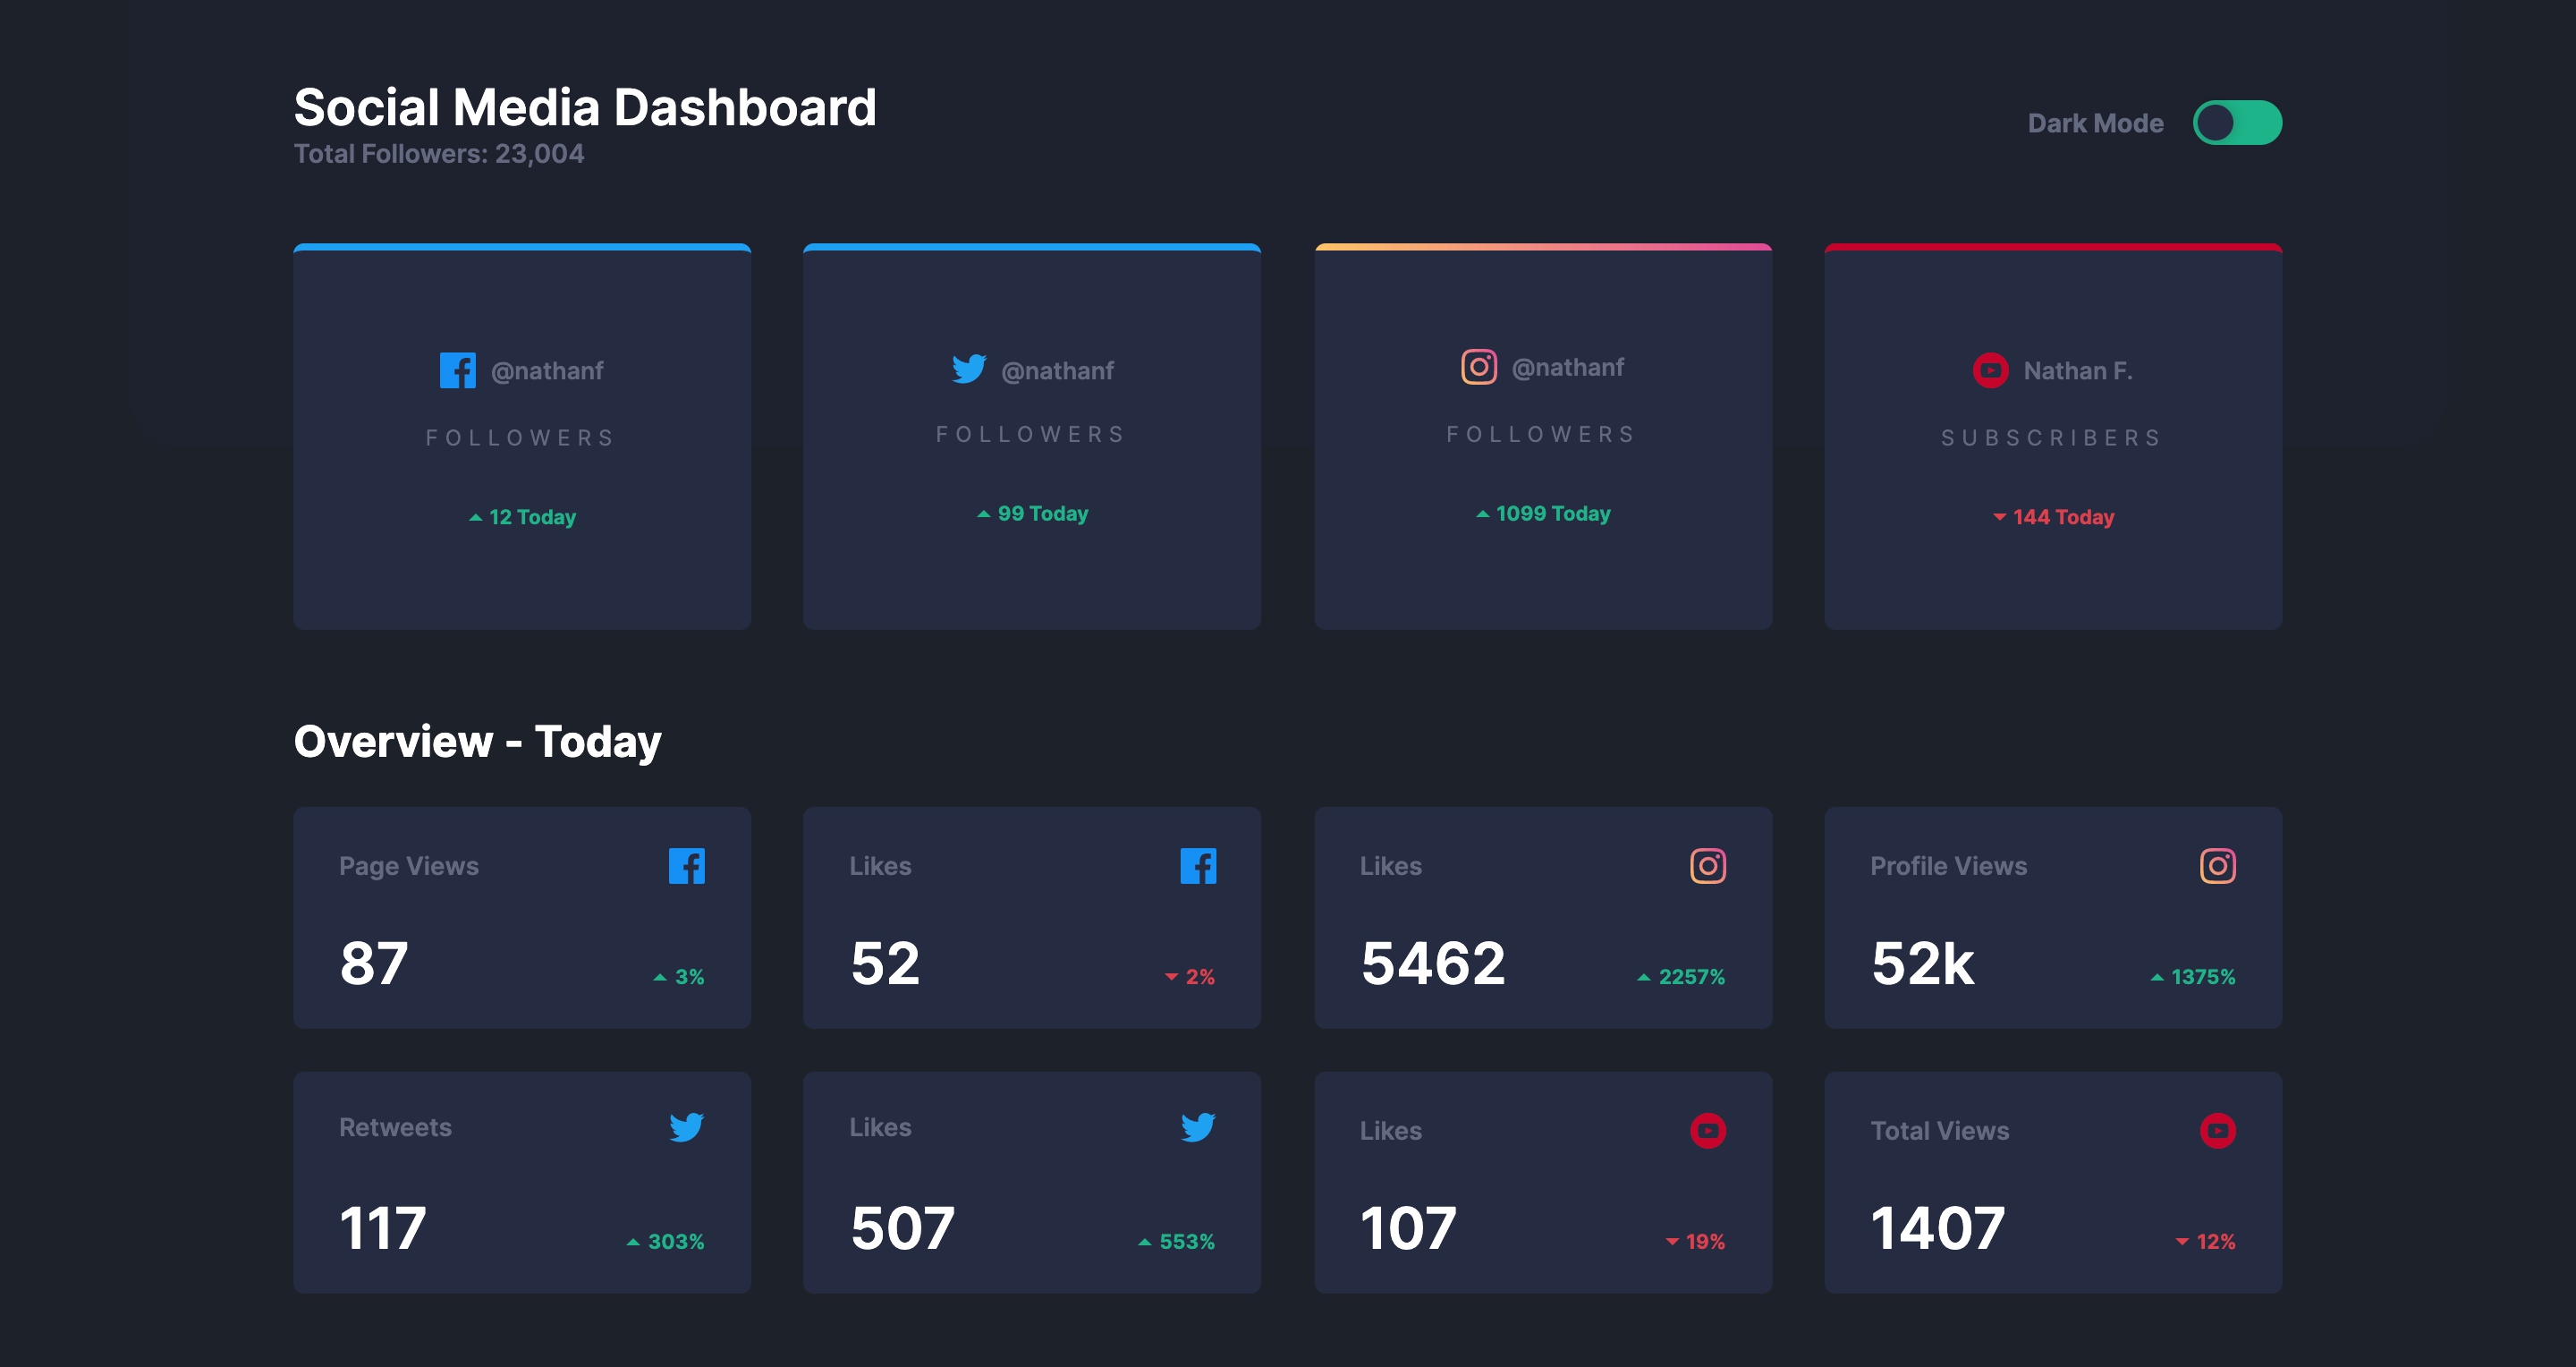 Social Media Dashboard
Total Followers: 23,004
Dark Mode
@nathanf
FOLLOWERS
12 Today
@nathanf
FOLLOWERS
99 Today
@nathanf
FOLLOWERS
1099 Today
Nathan F.
SUBSCRIBERS
144 Today
Overview - Today
Page Views
87
3%
Likes
52
2%
Likes
5462
2257%
Profile Views
52k
1375%
Retweets
117
303%
Likes
507
553%
Likes
107
19%
Total Views
1407
12%